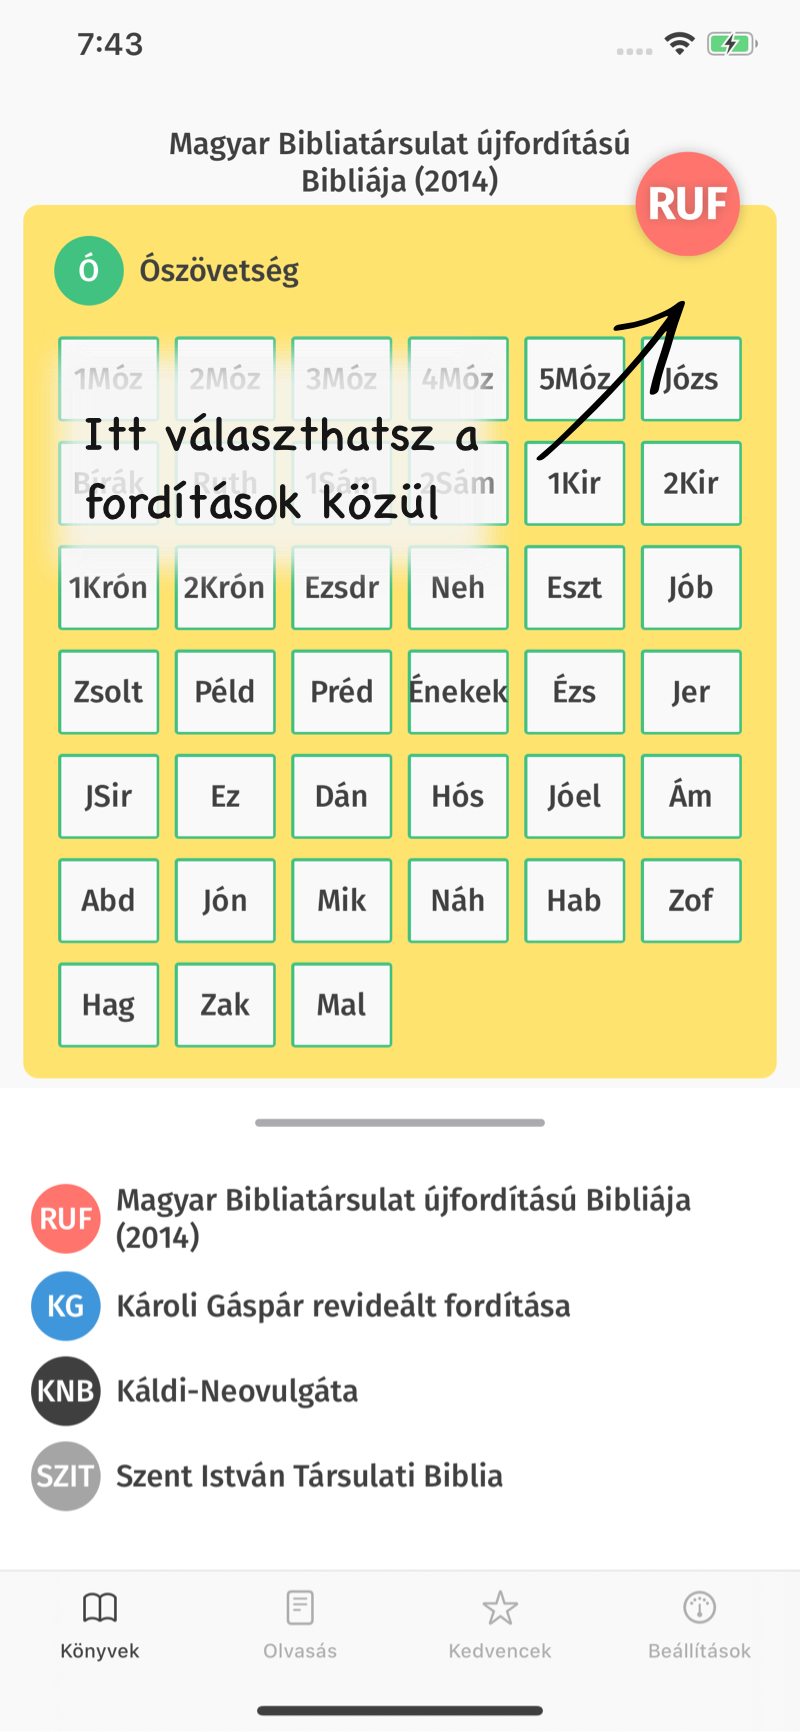 7:43
Magyar Bibliatársulat újfordítású
Bibliája (2014)
RUF
Ó Ószövetség
1Móz 2Móz 3Móz 4Móz 5Móz Józs
Itt választhatsz a
Bírák Ruth 1Sám 2Sám 1Kir 2Kir
fordítások közül
1Krón 2Krón Ezsdr Neh Eszt Jób
Zsolt Péld Préd Énekek Ézs Jer
JSir Ez Dán Hós Jóel Ám
Abd Jón Mik Náh Hab Zof
Hag Zak Mal
RUF Magyar Bibliatársulat újfordítású Bibliája
(2014)
KG Károli Gáspár revideált fordítása
KNB Káldi-Neovulgáta
SZIT Szent István Társulati Biblia
Könyvek Olvasás Kedvencek Beállítások